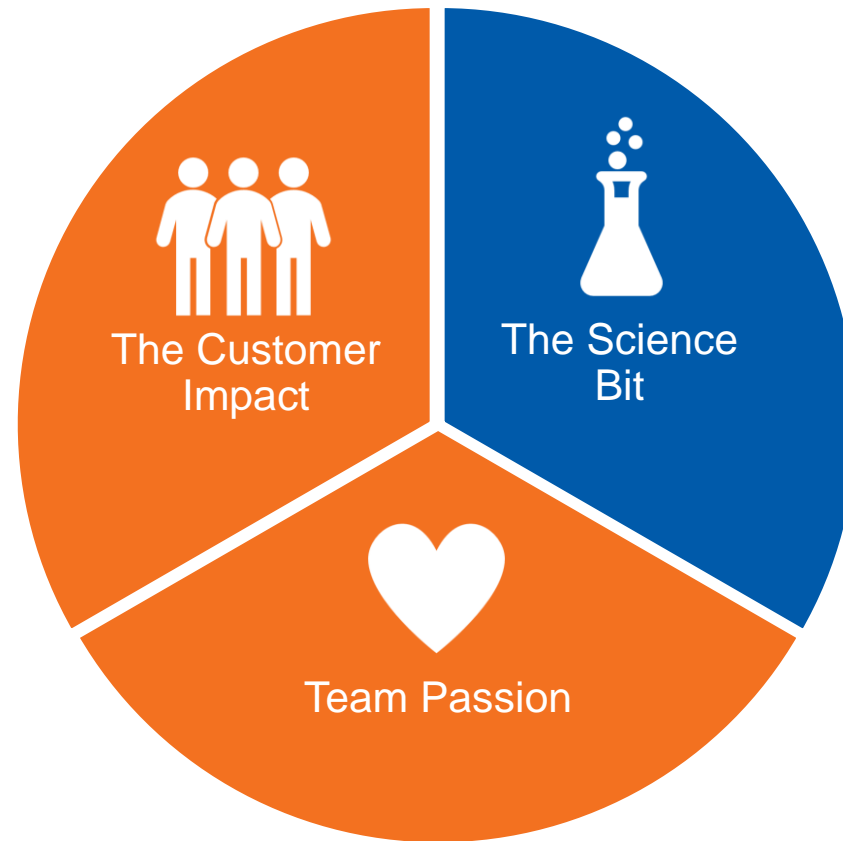 The Customer
Impact
The Science
Bit
Team Passion